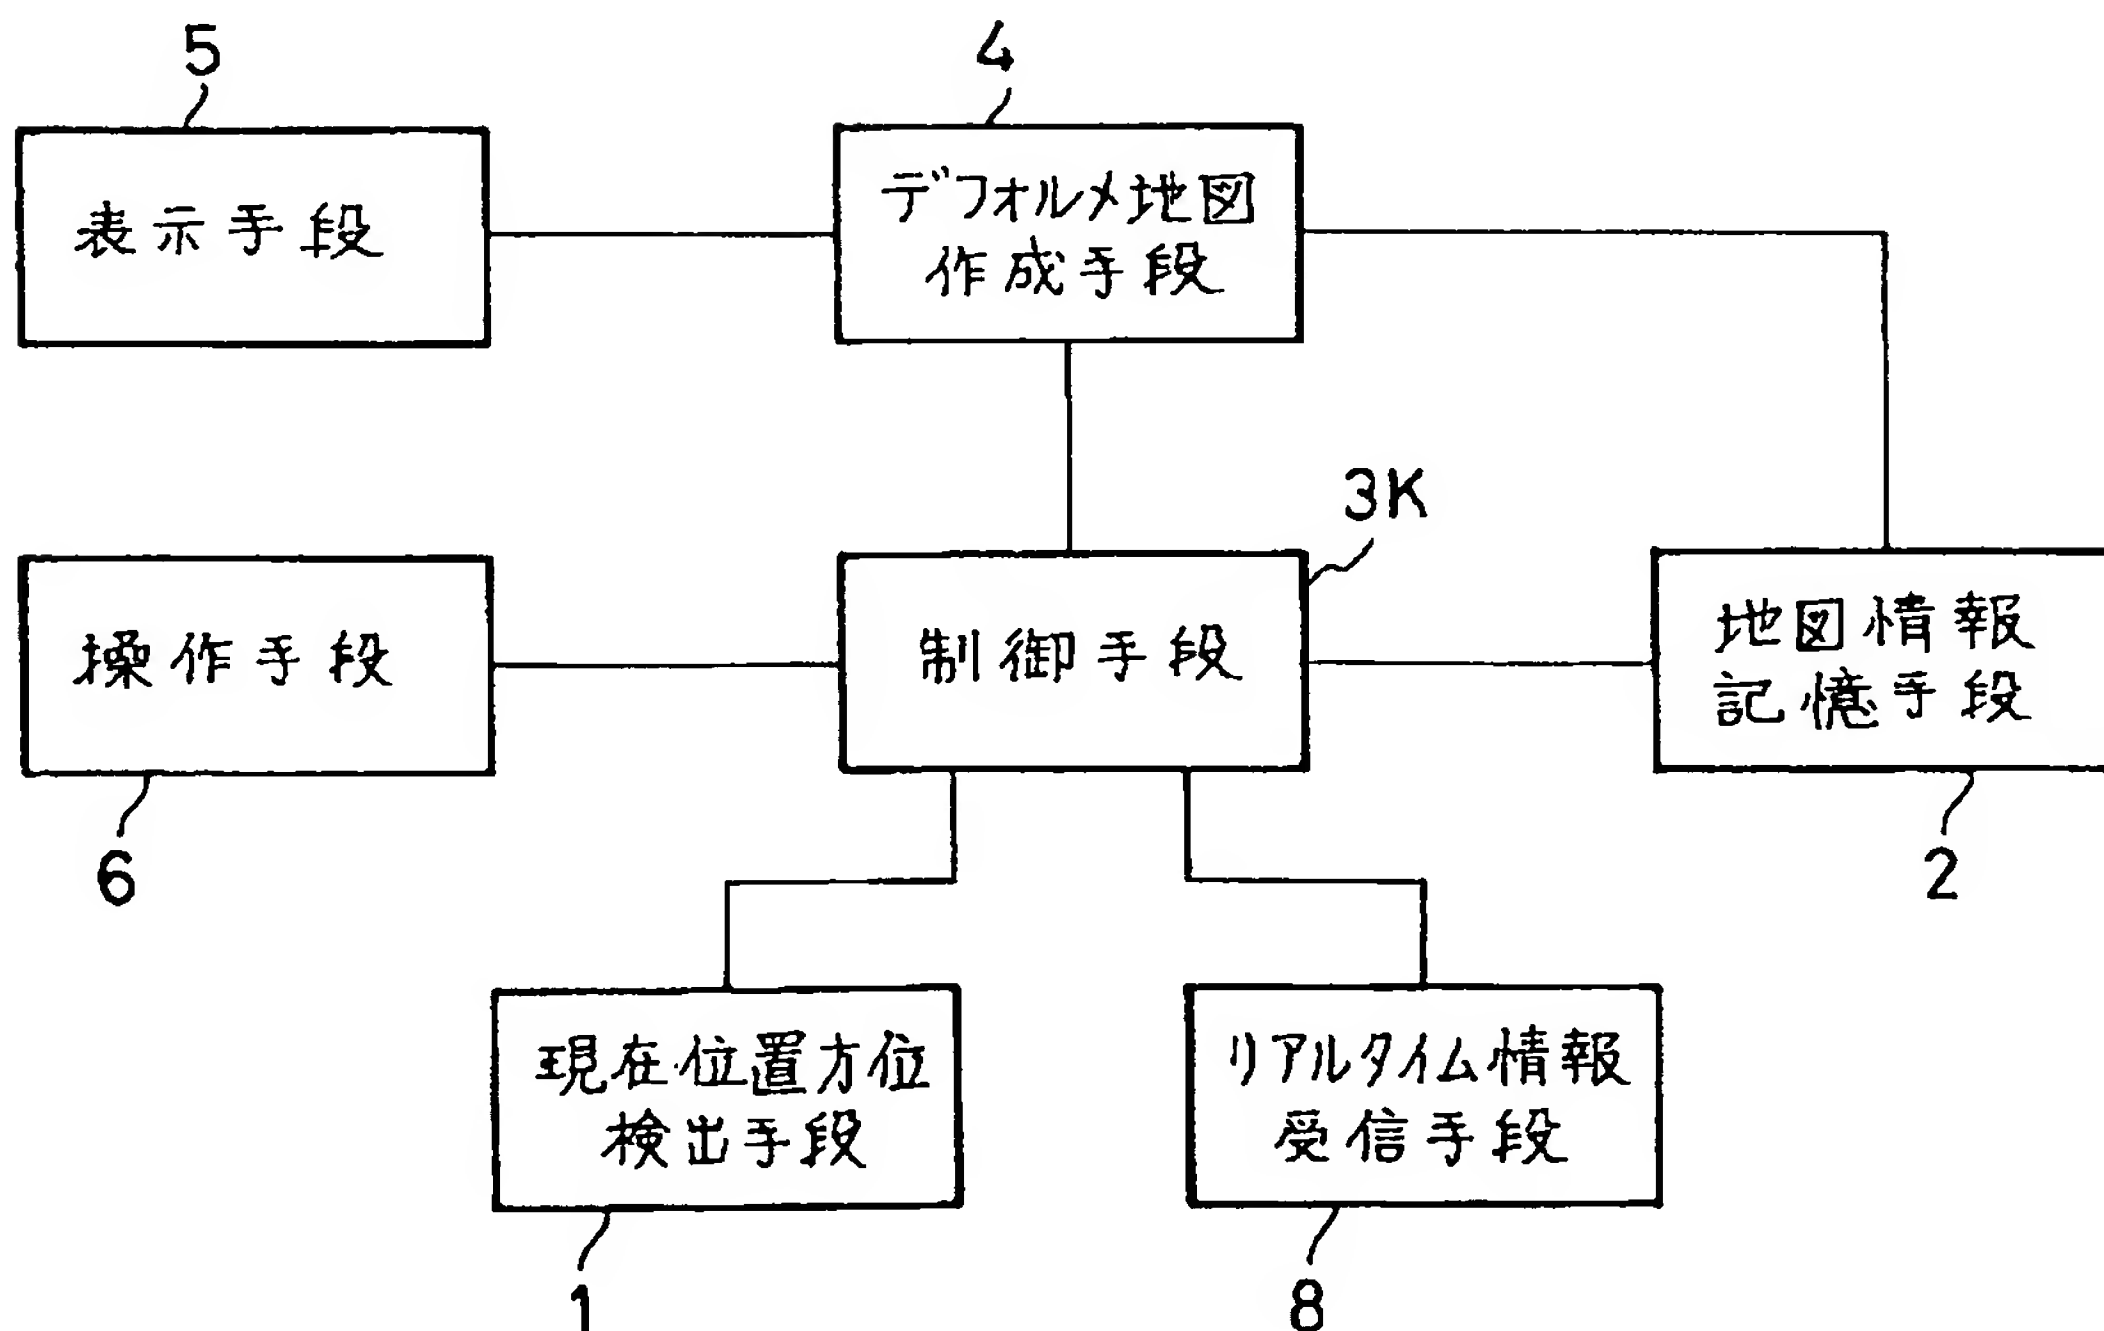 5
4
表示手段
デフォルメ地図
作成手段
3K
操作手段
制御手段
地図情報
記憶手段
6
2
現在位置方位
検出手段
リアルタイム情報
受信手段
1
8